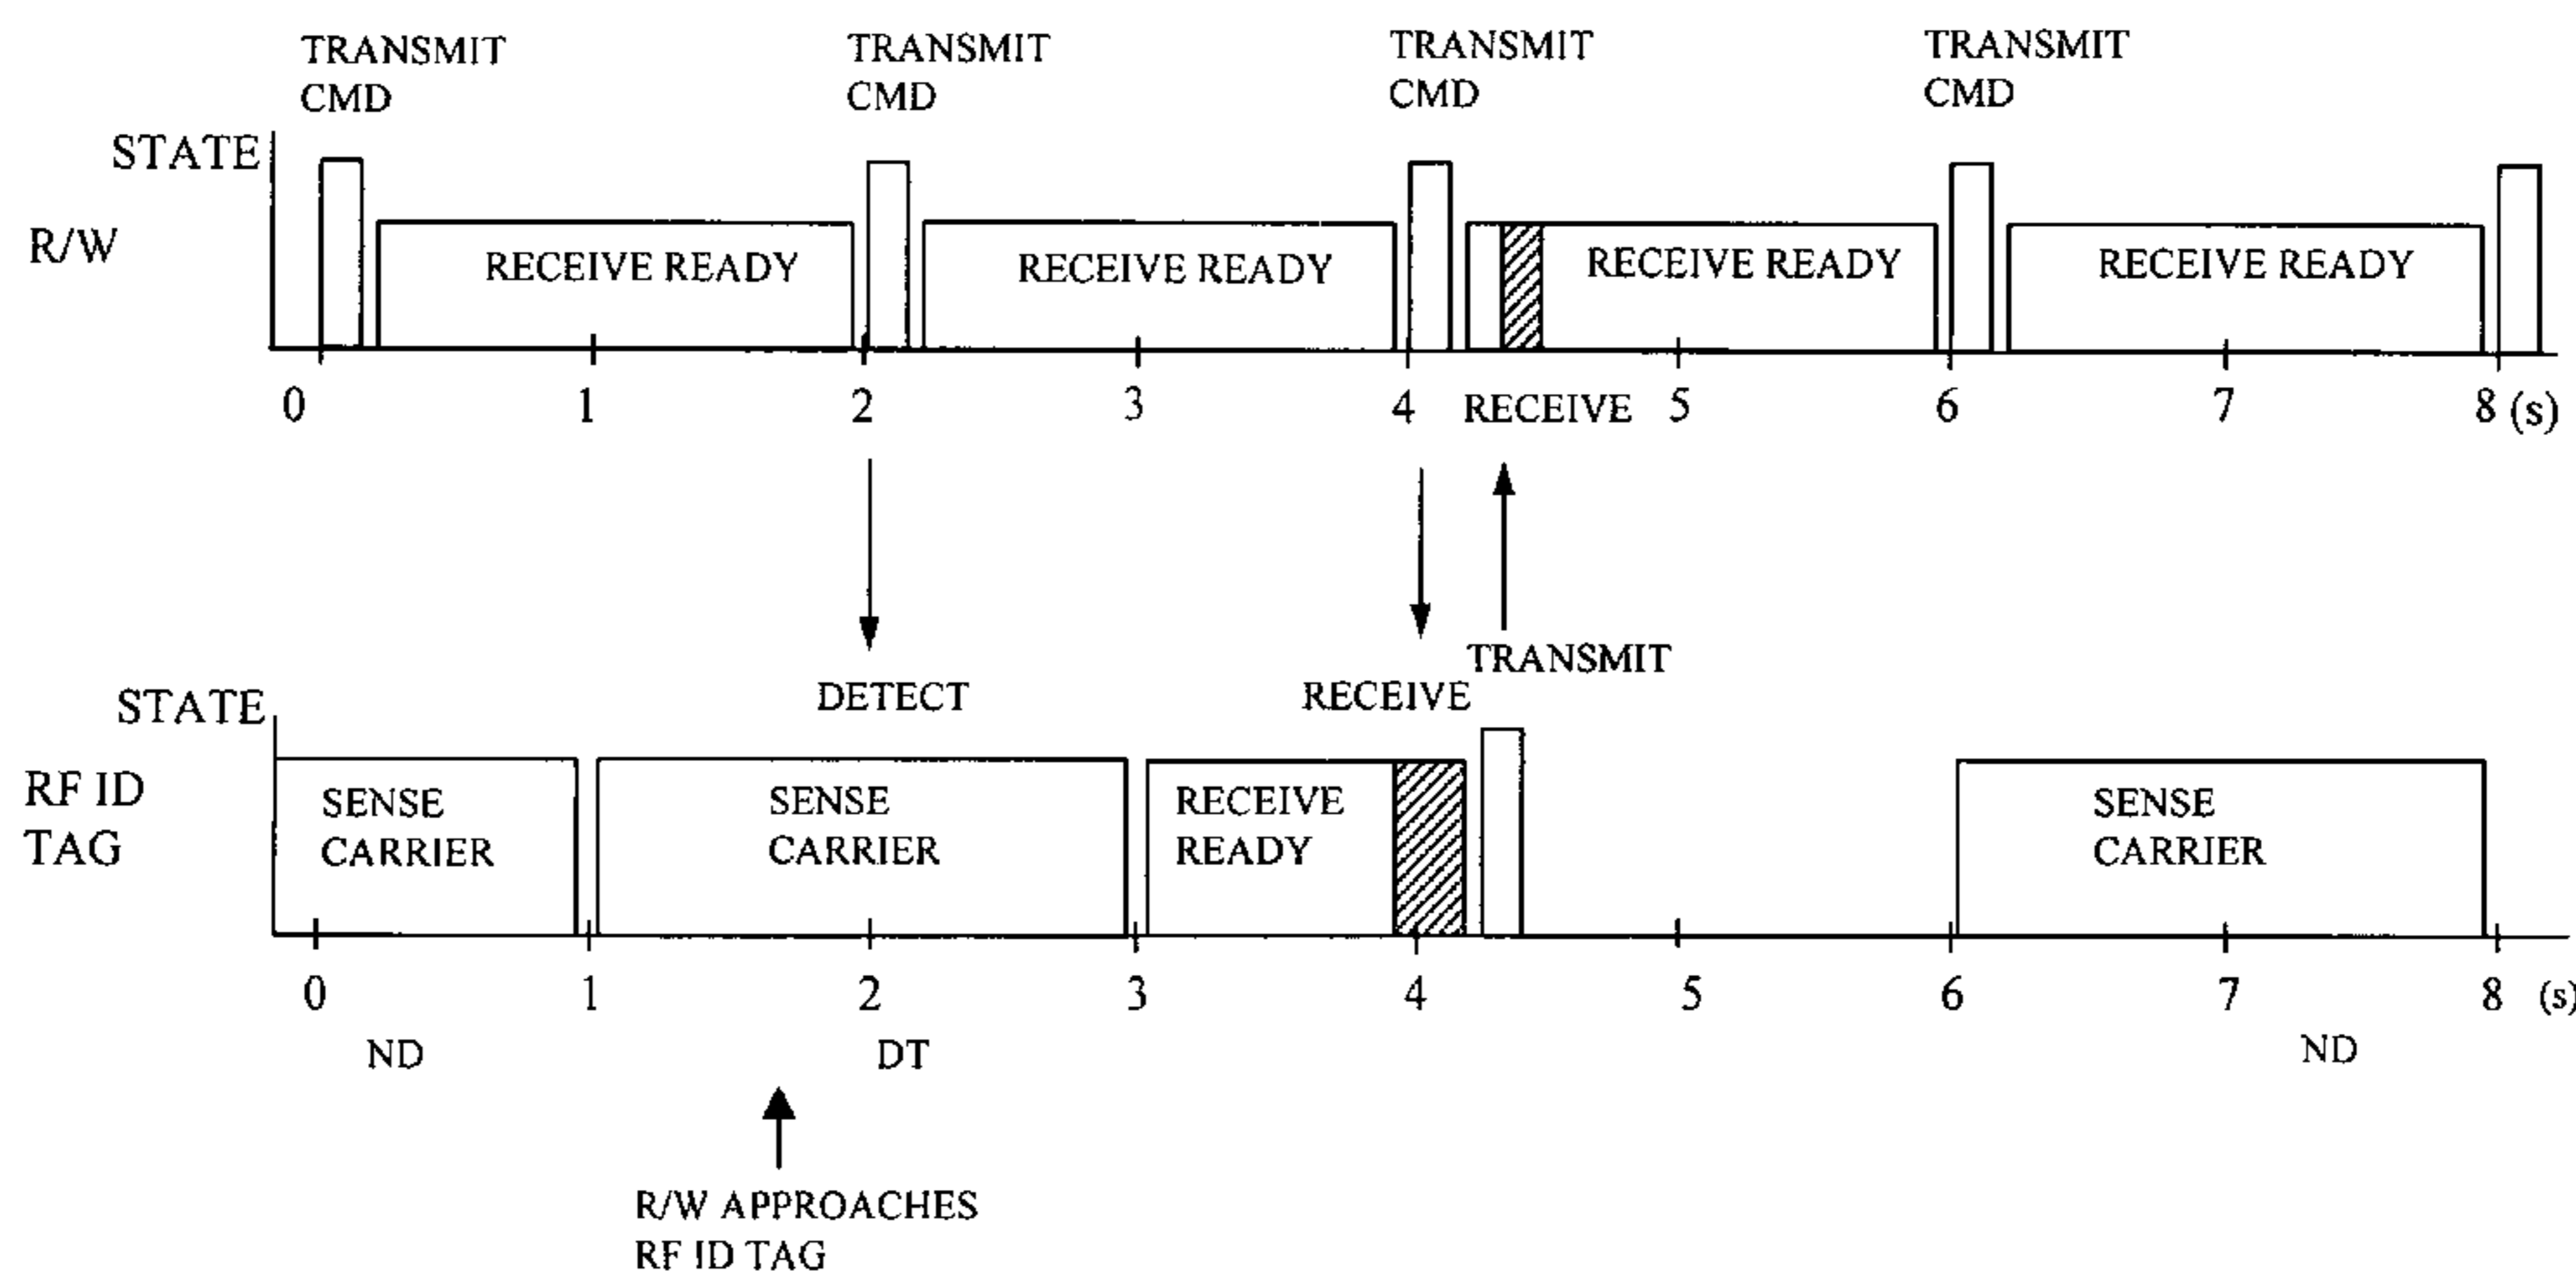 TRANSMIT CMD
TRANSMIT CMD
TRANSMIT CMD
TRANSMIT CMD
STATE
R/W
RECEIVE READY
RECEIVE READY
RECEIVE READY
RECEIVE READY
0 1 2 3 4 RECEIVE 5 6 7 8 (s)
TRANSMIT
DETECT
RECEIVE
STATE
RF ID
TAG
SENSE
CARRIER
SENSE
CARRIER
RECEIVE
READY
SENSE
CARRIER
0 1 2 3 4 5 6 7 8 (s)
ND DT ND
R/W APPROACHES
RF ID TAG